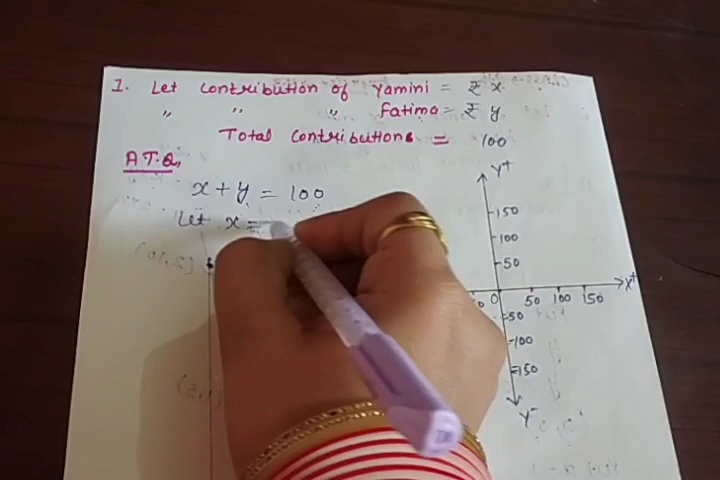 1. Let contribution of Yamini = ₹ x
〃 〃 〃 Fatima = ₹ y
Total contributions = 100
A.T.Q,
x + y = 100
Let x =
Y+
150
100
50
0 50 100 150 X+
-50
-100
-150
Y-